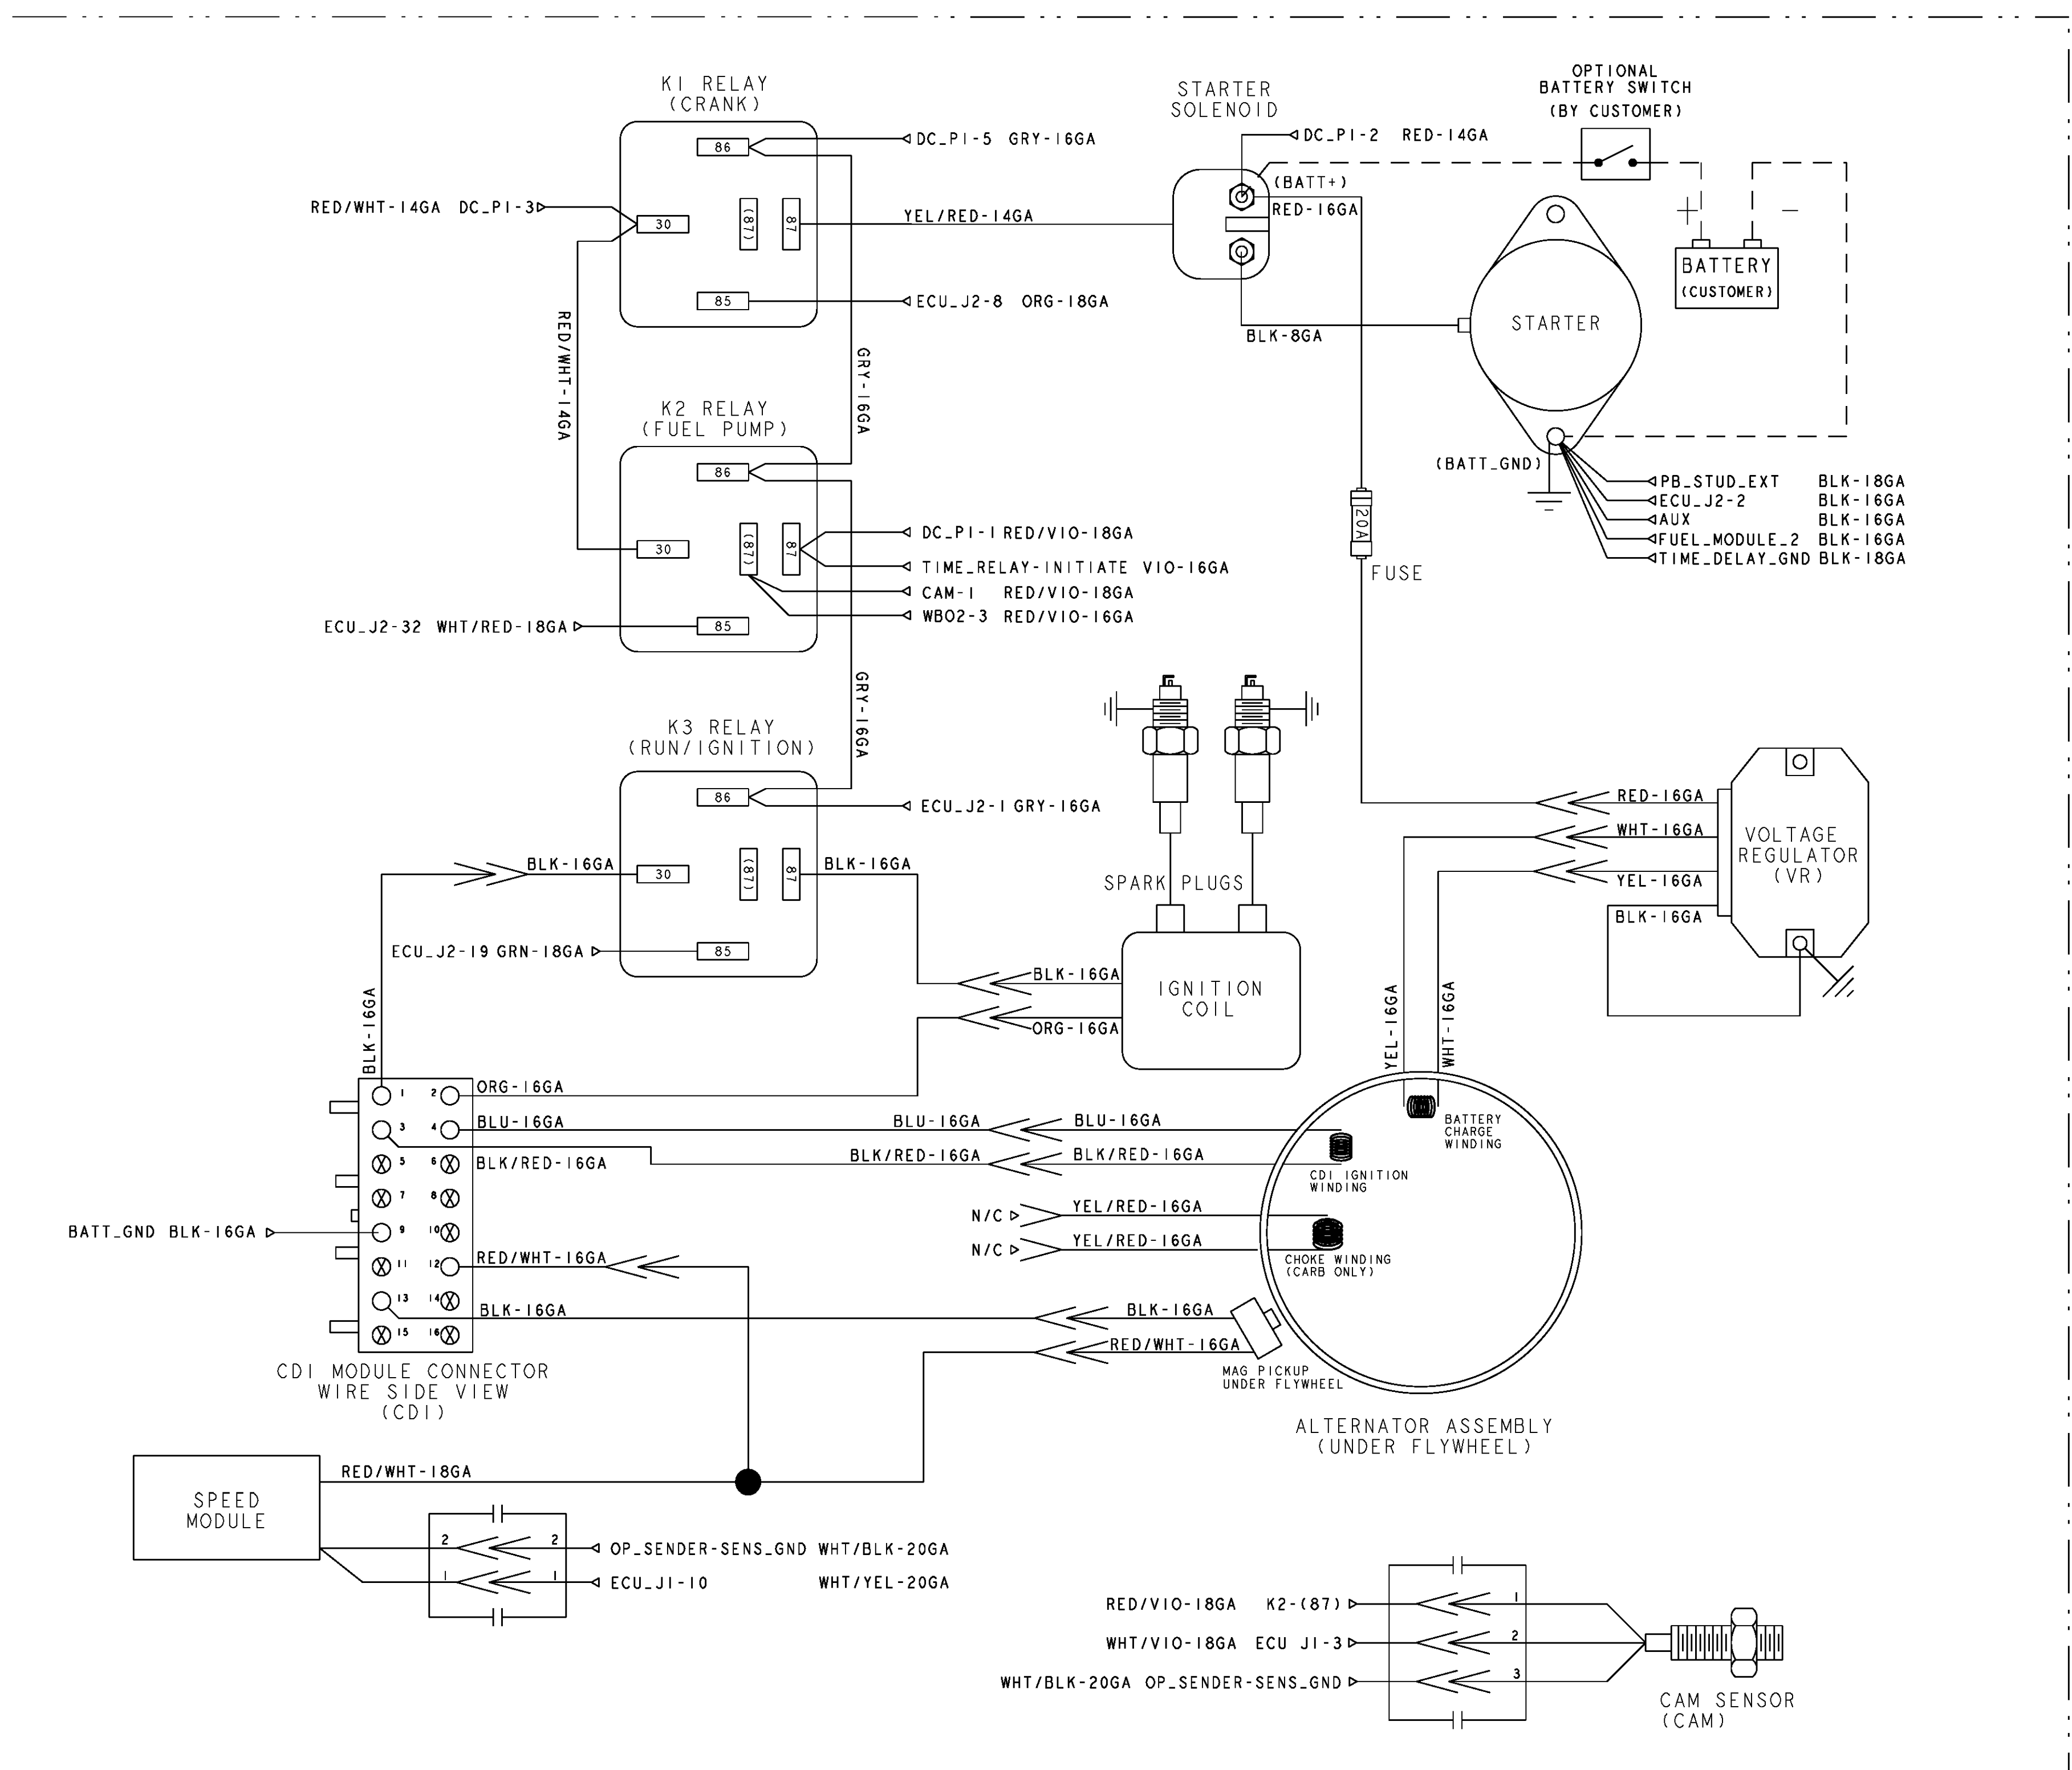 K1 RELAY
(CRANK)
86
DC_P1-5 GRY-16GA
RED/WHT-14GA DC_P1-3
30
(87)
87
YEL/RED-14GA
85
ECU_J2-8 ORG-18GA
RED/WHT-14GA
GRY-16GA
STARTER
SOLENOID
DC_P1-2 RED-14GA
(BATT+)
RED-16GA
BLK-8GA
OPTIONAL
BATTERY SWITCH
(BY CUSTOMER)
+
-
BATTERY
(CUSTOMER)
STARTER
(BATT_GND)
PB_STUD_EXT BLK-18GA
ECU_J2-2 BLK-16GA
AUX BLK-16GA
FUEL_MODULE_2 BLK-16GA
TIME_DELAY_GND BLK-18GA
20A
FUSE
K2 RELAY
(FUEL PUMP)
86
30
(87)
87
DC_P1-1 RED/VIO-18GA
TIME_RELAY-INITIATE VIO-16GA
CAM-1 RED/VIO-18GA
WBO2-3 RED/VIO-16GA
ECU_J2-32 WHT/RED-18GA
85
GRY-16GA
K3 RELAY
(RUN/IGNITION)
86
ECU_J2-1 GRY-16GA
BLK-16GA
30
(87)
87
BLK-16GA
ECU_J2-19 GRN-18GA
85
BLK-16GA
SPARK PLUGS
BLK-16GA
ORG-16GA
IGNITION
COIL
RED-16GA
WHT-16GA
YEL-16GA
BLK-16GA
VOLTAGE
REGULATOR
(VR)
YEL-16GA
WHT-16GA
1 2 ORG-16GA
3 4 BLU-16GA
5 6 BLK/RED-16GA
7 8
BATT_GND BLK-16GA
9 10
11 12 RED/WHT-16GA
13 14 BLK-16GA
15 16
CDI MODULE CONNECTOR
WIRE SIDE VIEW
(CDI)
BLU-16GA BLU-16GA
BLK/RED-16GA BLK/RED-16GA
N/C YEL/RED-16GA
N/C YEL/RED-16GA
BLK-16GA
RED/WHT-16GA
BATTERY
CHARGE
WINDING
CDI IGNITION
WINDING
CHOKE WINDING
(CARB ONLY)
MAG PICKUP
UNDER FLYWHEEL
ALTERNATOR ASSEMBLY
(UNDER FLYWHEEL)
SPEED
MODULE
RED/WHT-18GA
2 2 OP_SENDER-SENS_GND WHT/BLK-20GA
1 1 ECU_J1-10 WHT/YEL-20GA
RED/VIO-18GA K2-(87) 1
WHT/VIO-18GA ECU J1-3 2
WHT/BLK-20GA OP_SENDER-SENS_GND 3
CAM SENSOR
(CAM)